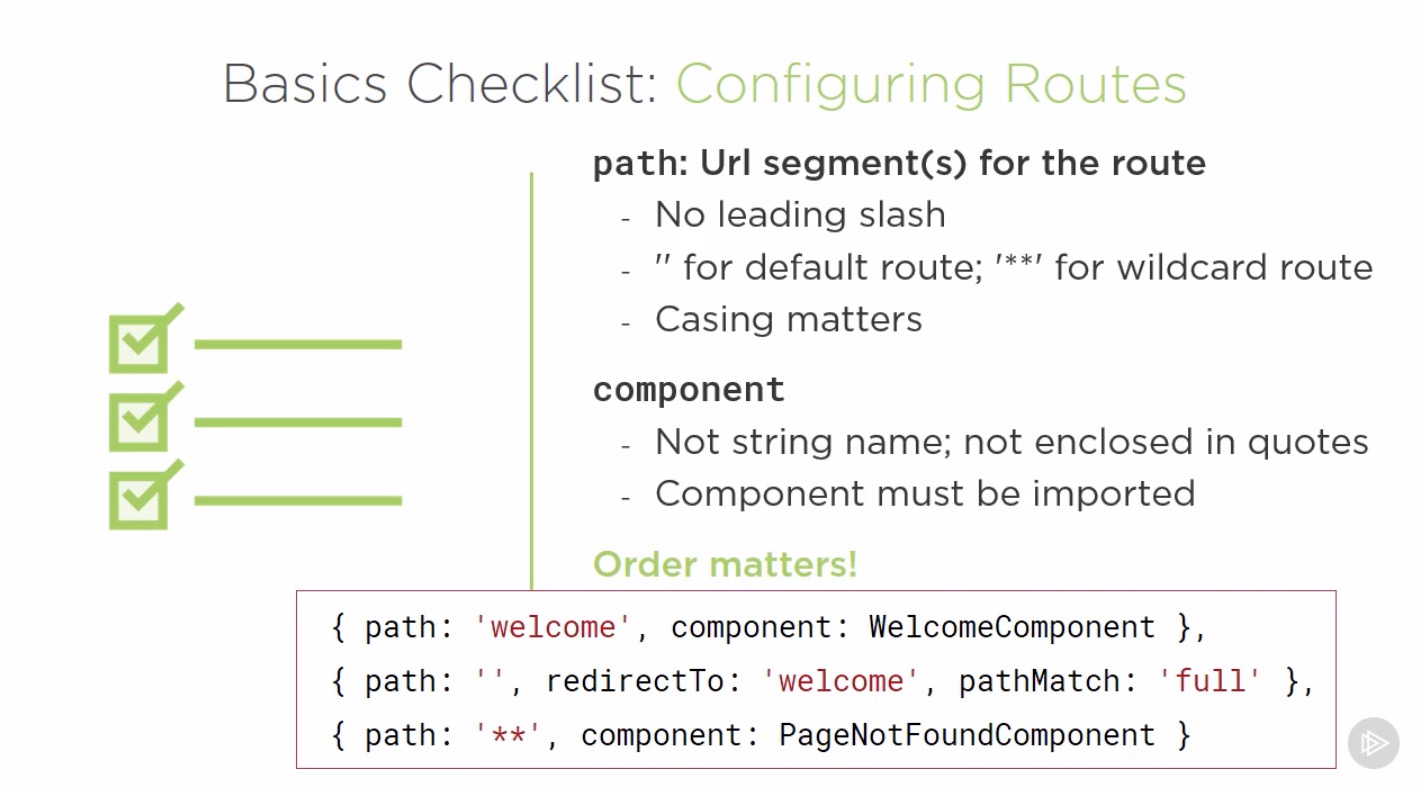 Basics Checklist: Configuring Routes
path: Url segment(s) for the route
- No leading slash
- '' for default route; '**' for wildcard route
- Casing matters
component
- Not string name; not enclosed in quotes
- Component must be imported
Order matters!
{ path: 'welcome', component: WelcomeComponent },
{ path: '', redirectTo: 'welcome', pathMatch: 'full' },
{ path: '**', component: PageNotFoundComponent }